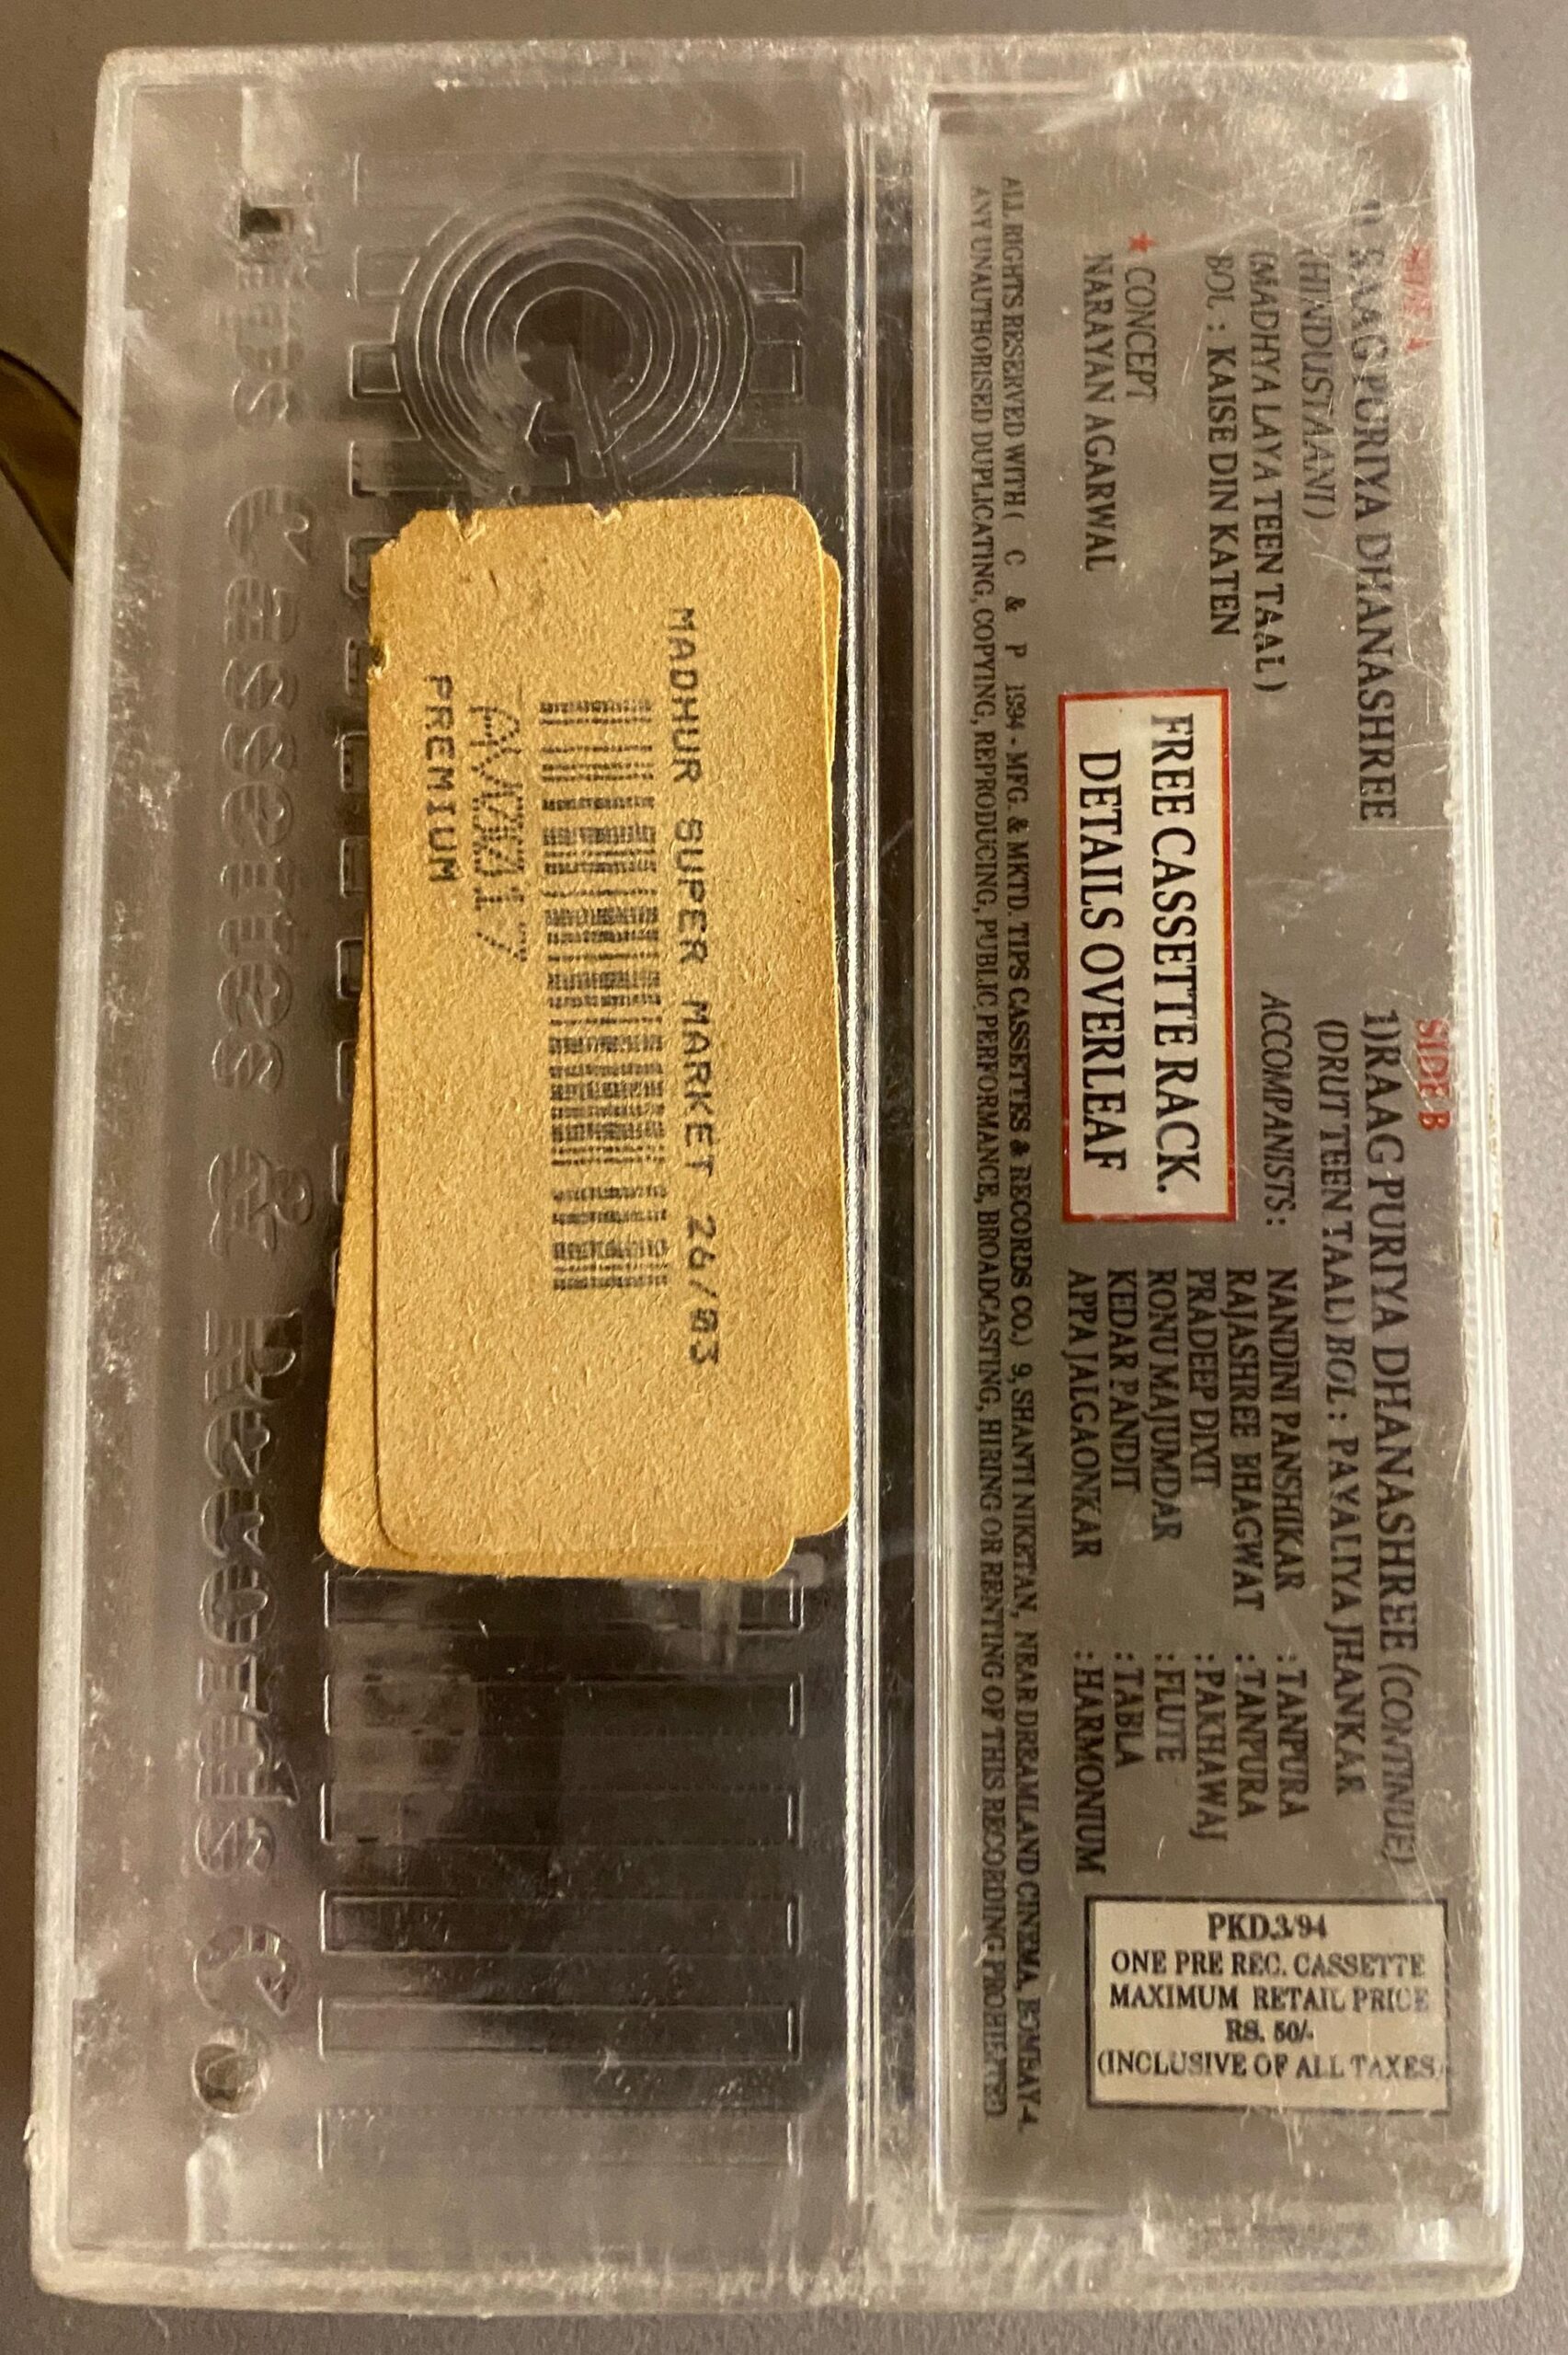 SIDE A
1) RAAG PURIYA DHANASHREE
(HINDUSTAANI)
(MADHYA LAYA TEEN TAAL)
BOL : KAISE DIN KATEN
★ CONCEPT
NARAYAN AGARWAL
FREE CASSETTE RACK.
DETAILS OVERLEAF
SIDE B
1)RAAG PURIYA DHANASHREE (CONTINUE)
(DRUT TEEN TAAL) BOL : PAYALIYA JHANKAR
ACCOMPANISTS:
NANDINI PANSHIKAR : TANPURA
RAJASHREE BHAGWAT : TANPURA
PRADEEP DIXIT : PAKHAWAJ
RONU MAJUMDAR : FLUTE
KEDAR PANDIT : TABLA
APPA JALGAONKAR : HARMONIUM
PKD.3/94
ONE PRE REC. CASSETTE
MAXIMUM RETAIL PRICE
RS. 50/-
(INCLUSIVE OF ALL TAXES)
ALL RIGHTS RESERVED WITH ( C & P 1994 - MFG. & MKTD. TIPS CASSETTES & RECORDS CO.) 9, SHANTI NIKETAN, NEAR DREAMLAND CINEMA, BOMBAY-4.
ANY UNAUTHORISED DUPLICATING, COPYING, REPRODUCING, PUBLIC PERFORMANCE, BROADCASTING, HIRING OR RENTING OF THIS RECORDING PROHIBITED
MADHUR SUPER MARKET 26/03
PREMIUM
TIPS Cassettes & Records Co